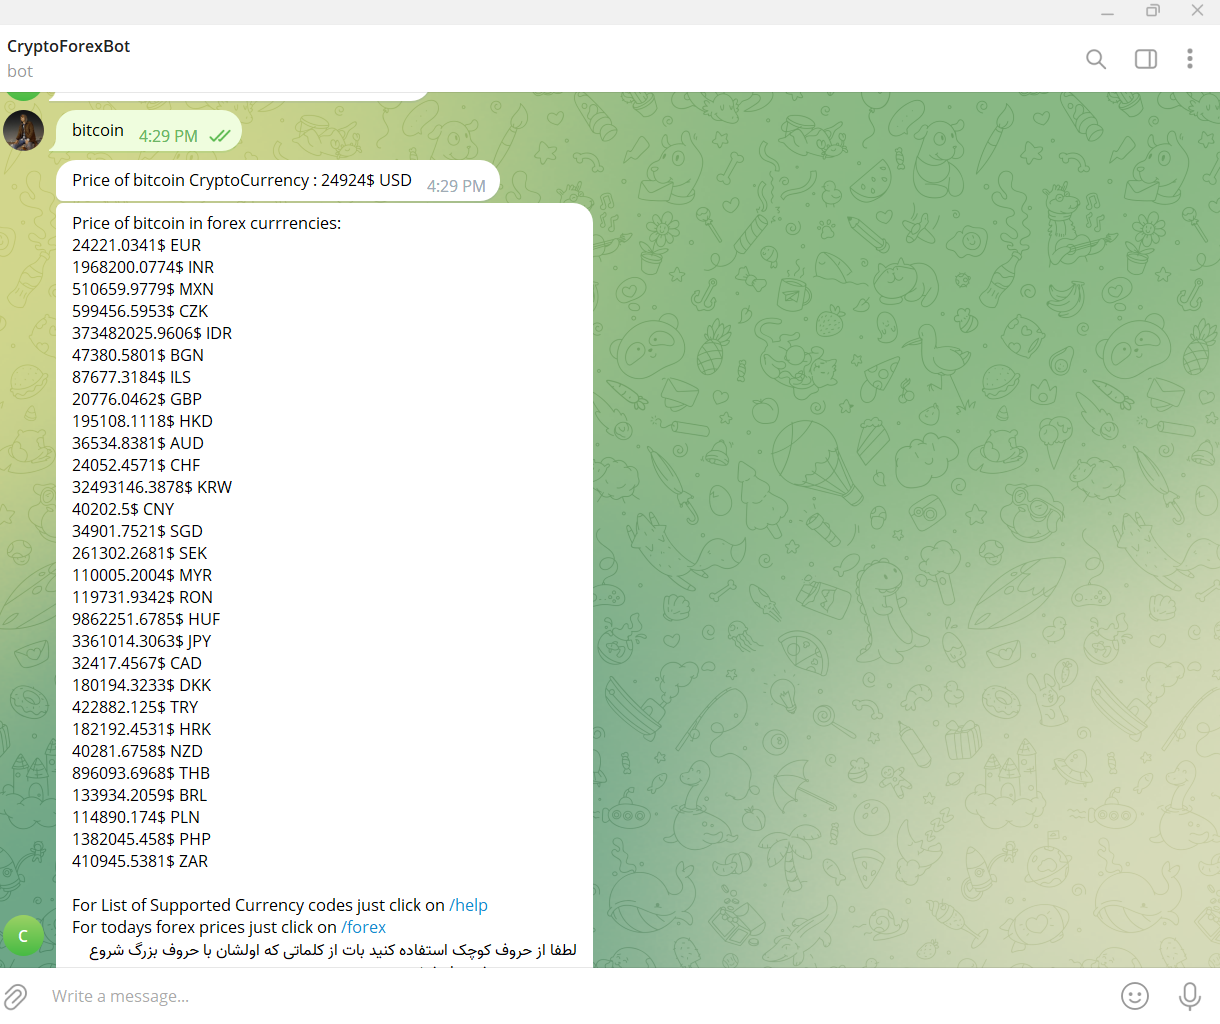 CryptoForexBot
bot
bitcoin 4:29 PM
Price of bitcoin CryptoCurrency : 24924$ USD 4:29 PM
Price of bitcoin in forex currrencies:
24221.0341$ EUR
1968200.0774$ INR
510659.9779$ MXN
599456.5953$ CZK
373482025.9606$ IDR
47380.5801$ BGN
87677.3184$ ILS
20776.0462$ GBP
195108.1118$ HKD
36534.8381$ AUD
24052.4571$ CHF
32493146.3878$ KRW
40202.5$ CNY
34901.7521$ SGD
261302.2681$ SEK
110005.2004$ MYR
119731.9342$ RON
9862251.6785$ HUF
3361014.3063$ JPY
32417.4567$ CAD
180194.3233$ DKK
422882.125$ TRY
182192.4531$ HRK
40281.6758$ NZD
896093.6968$ THB
133934.2059$ BRL
114890.174$ PLN
1382045.458$ PHP
410945.5381$ ZAR
For List of Supported Currency codes just click on /help
For todays forex prices just click on /forex
لطفا از حروف کوچک استفاده کنید بات از کلماتی که اولشان با حروف بزرگ شروع
C
Write a message...